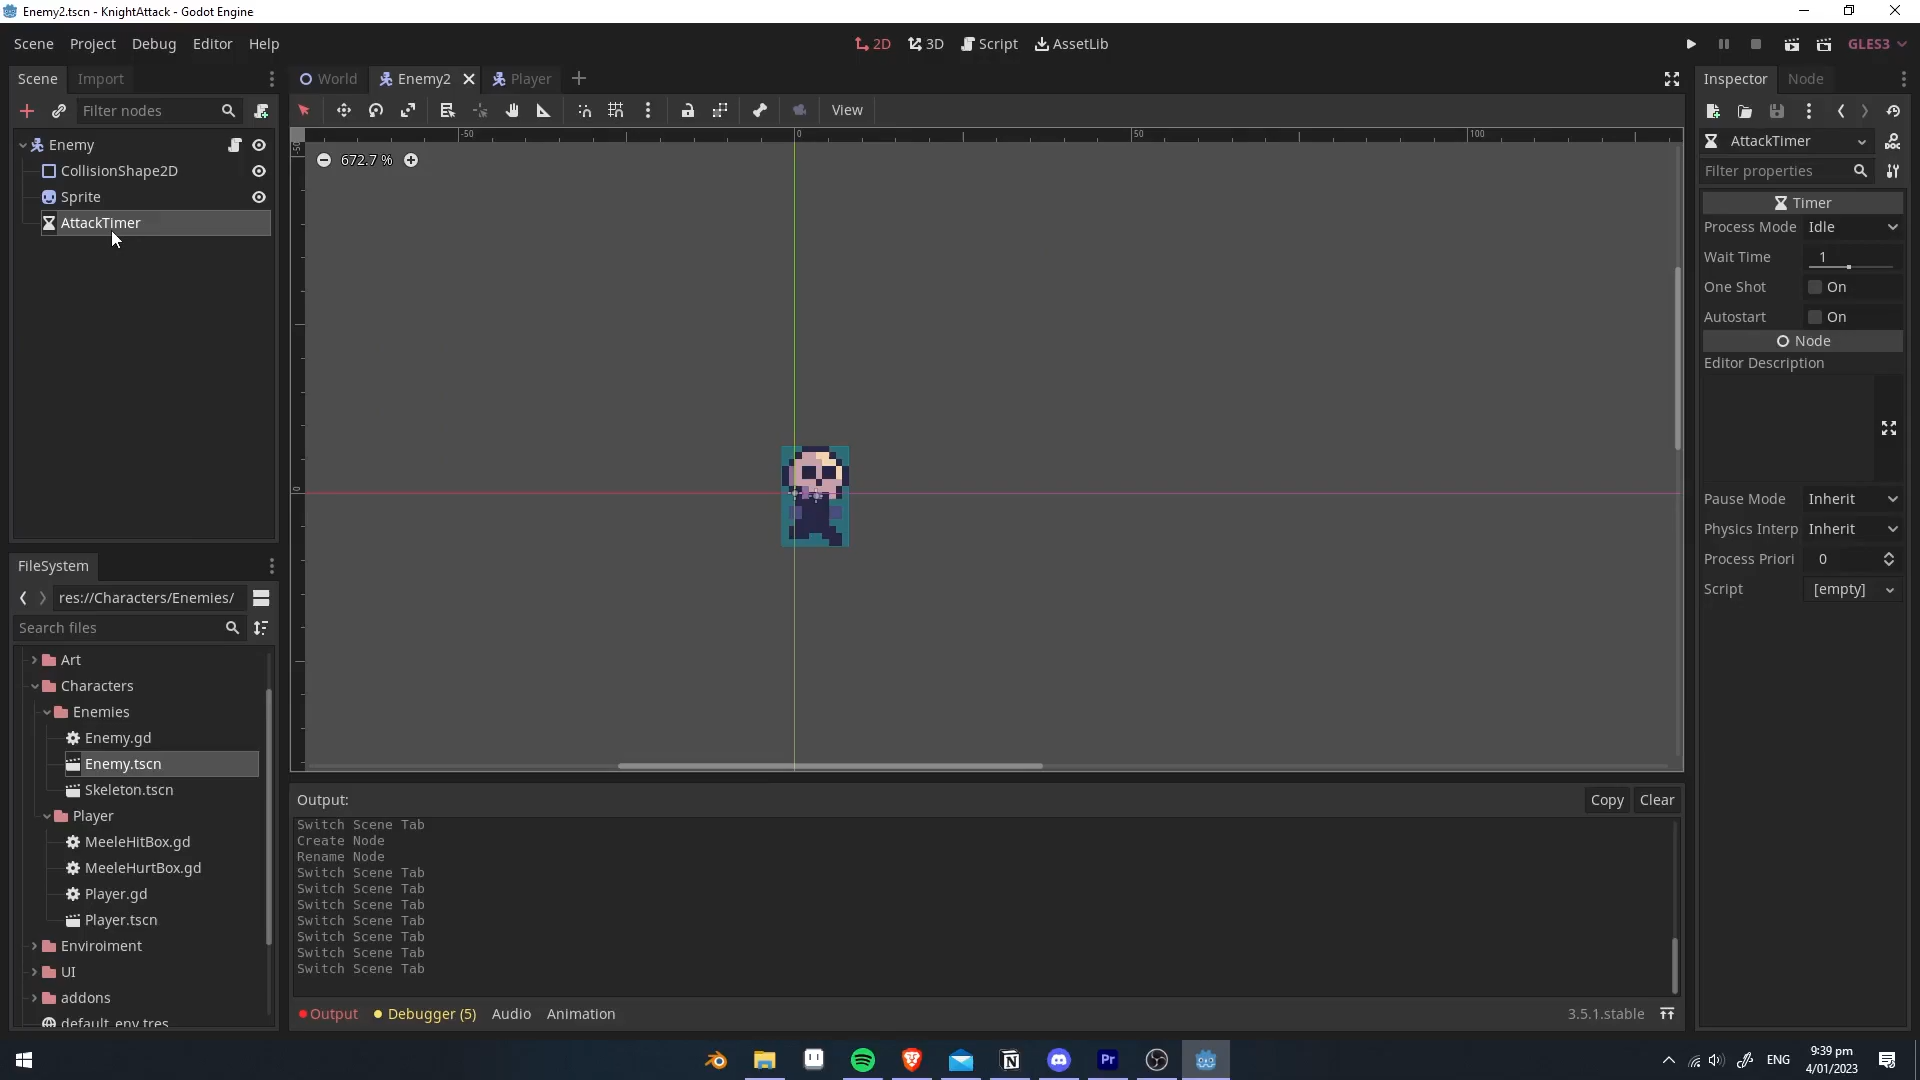 Enemy2.tscn - KnightAttack - Godot Engine
Scene Project Debug Editor Help
2D 3D Script AssetLib
GLES3
Scene Import
World Enemy2 Player
Inspector Node
Filter nodes
View
Enemy
CollisionShape2D
Sprite
AttackTimer
-50 0 50 100
-50
0
672.7 %
AttackTimer
Filter properties
Timer
Process Mode Idle
Wait Time 1
One Shot On
Autostart On
Node
Editor Description
Pause Mode Inherit
Physics Interp Inherit
Process Priori 0
Script [empty]
FileSystem
res://Characters/Enemies/
Search files
Art
Characters
Enemies
Enemy.gd
Enemy.tscn
Skeleton.tscn
Player
MeeleHitBox.gd
MeeleHurtBox.gd
Player.gd
Player.tscn
Enviroiment
UI
addons
default_env.tres
Output:
Copy Clear
Switch Scene Tab
Create Node
Rename Node
Switch Scene Tab
Switch Scene Tab
Switch Scene Tab
Switch Scene Tab
Switch Scene Tab
Switch Scene Tab
Switch Scene Tab
Output Debugger (5) Audio Animation
3.5.1.stable
Pr
ENG
9:39 pm
4/01/2023